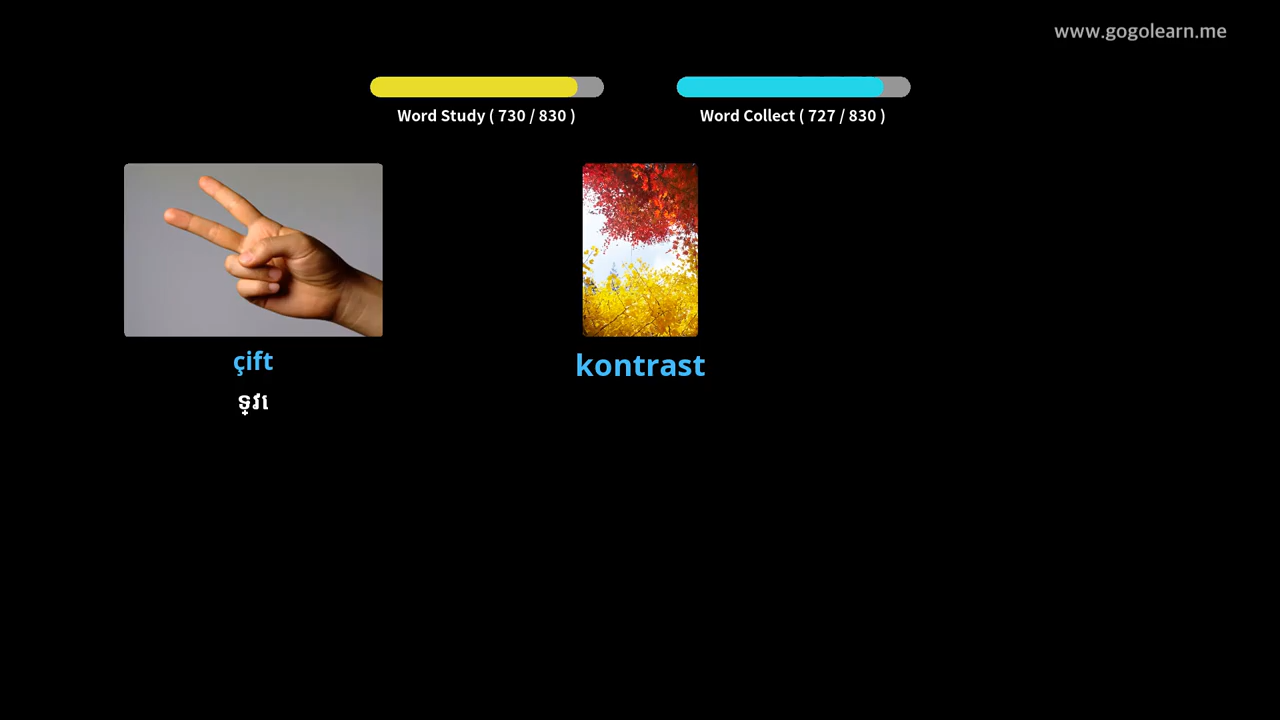 www.gogolearn.me
Word Study ( 730 / 830 )
Word Collect ( 727 / 830 )
çift
kontrast
ទ្វេ